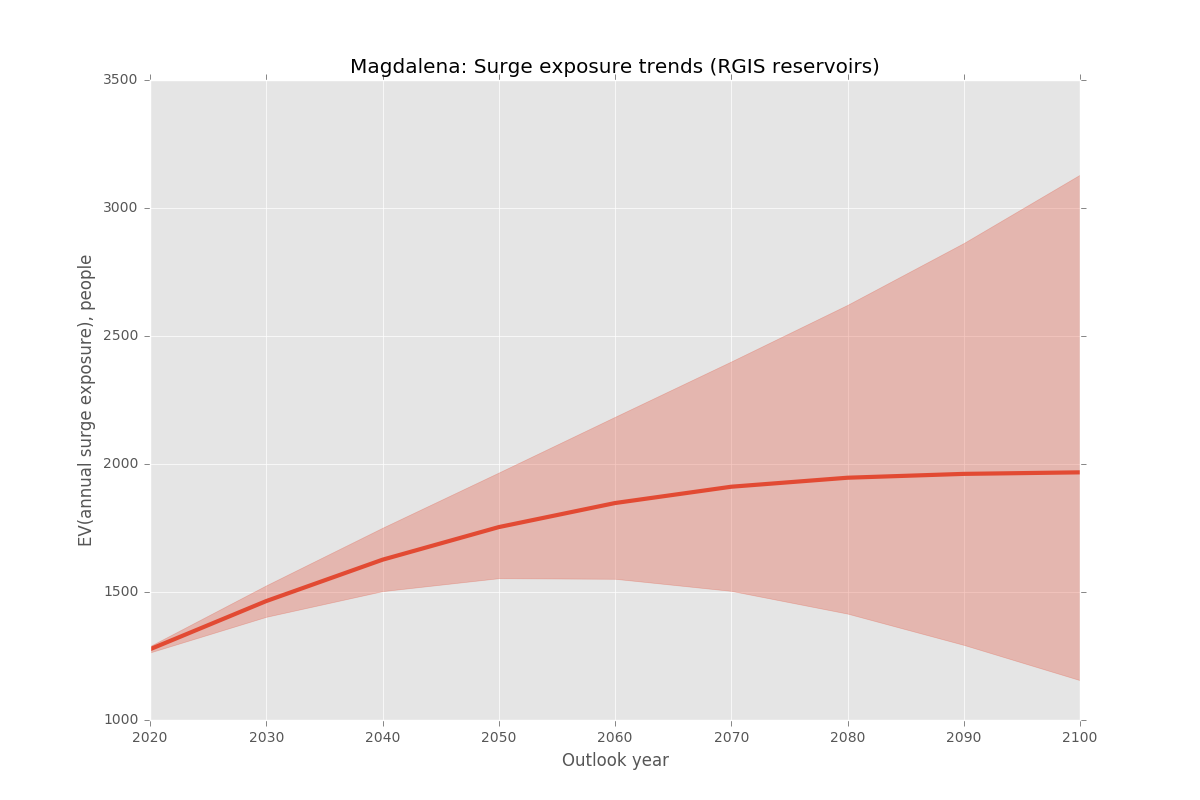 Magdalena: Surge exposure trends (RGIS reservoirs)
3500
3000
2500
2000
1500
1000
EV(annual surge exposure), people
2020 2030 2040 2050 2060 2070 2080 2090 2100
Outlook year